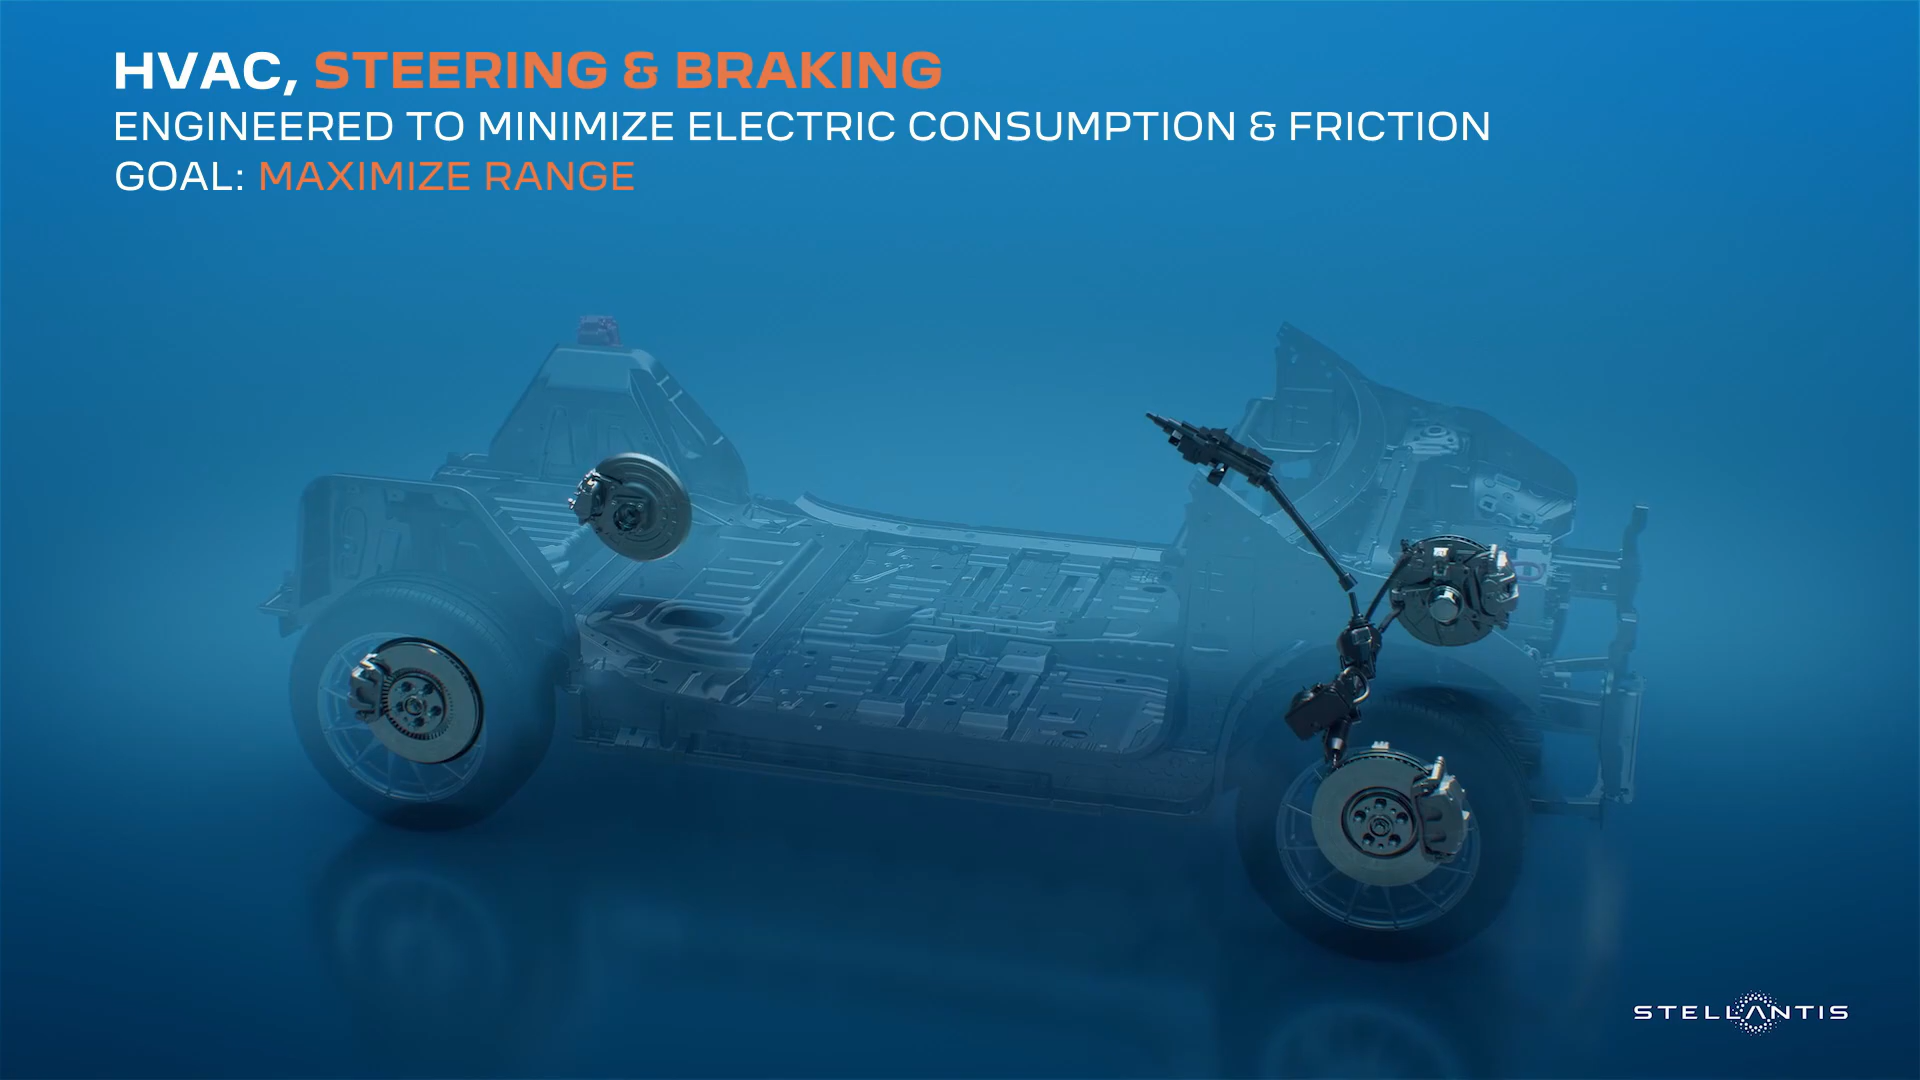 HVAC, STEERING & BRAKING
ENGINEERED TO MINIMIZE ELECTRIC CONSUMPTION & FRICTION
GOAL: MAXIMIZE RANGE
STELLANTIS